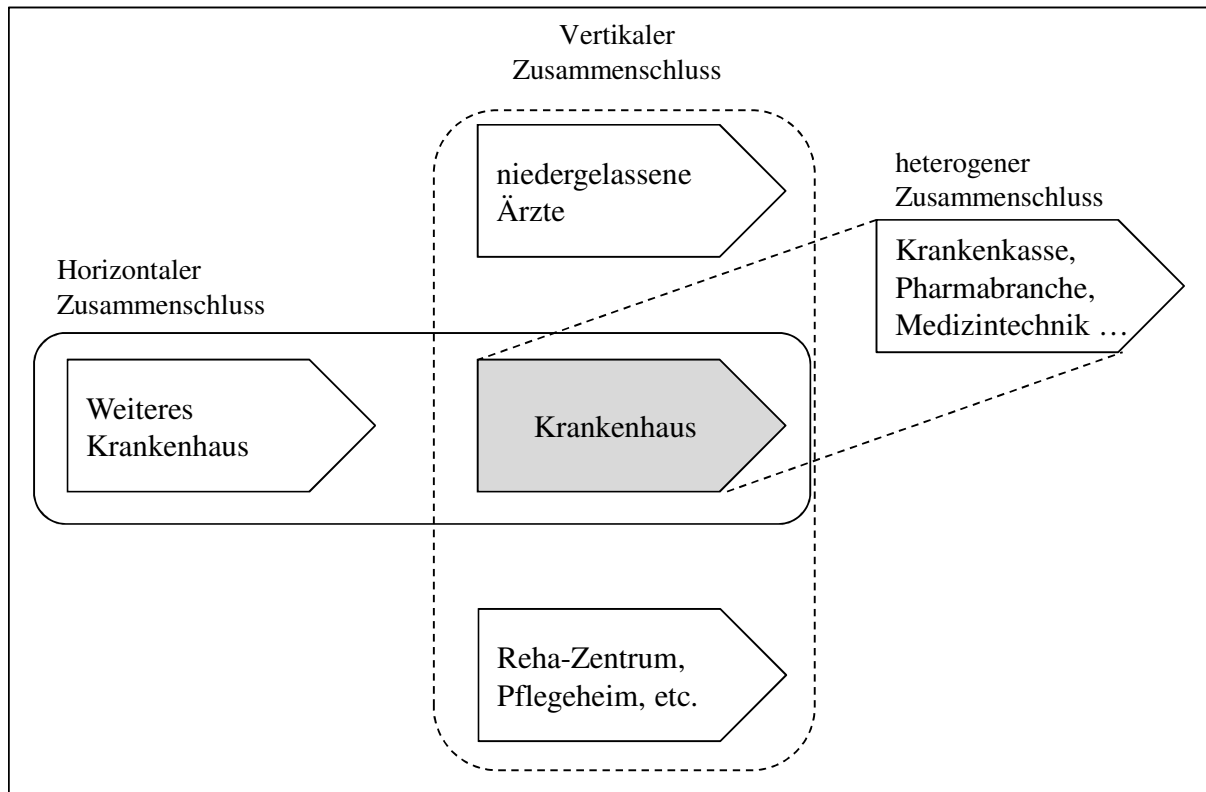 Vertikaler
Zusammenschluss
niedergelassene
Ärzte
heterogener
Zusammenschluss
Krankenkasse,
Pharmabranche,
Medizintechnik …
Horizontaler
Zusammenschluss
Weiteres
Krankenhaus
Krankenhaus
Reha-Zentrum,
Pflegeheim, etc.